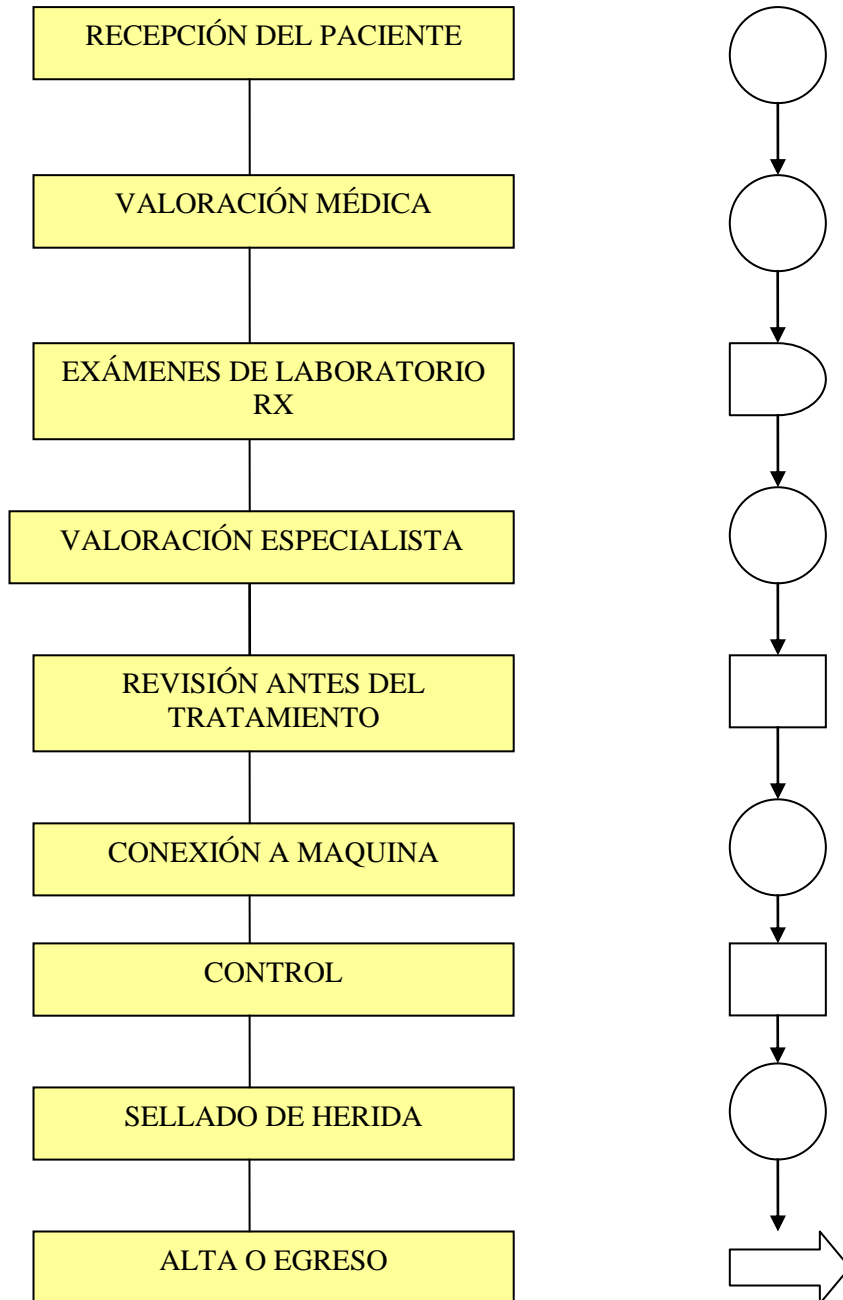 RECEPCIÓN DEL PACIENTE
VALORACIÓN MÉDICA
EXÁMENES DE LABORATORIO
RX
VALORACIÓN ESPECIALISTA
REVISIÓN ANTES DEL
TRATAMIENTO
CONEXIÓN A MAQUINA
CONTROL
SELLADO DE HERIDA
ALTA O EGRESO